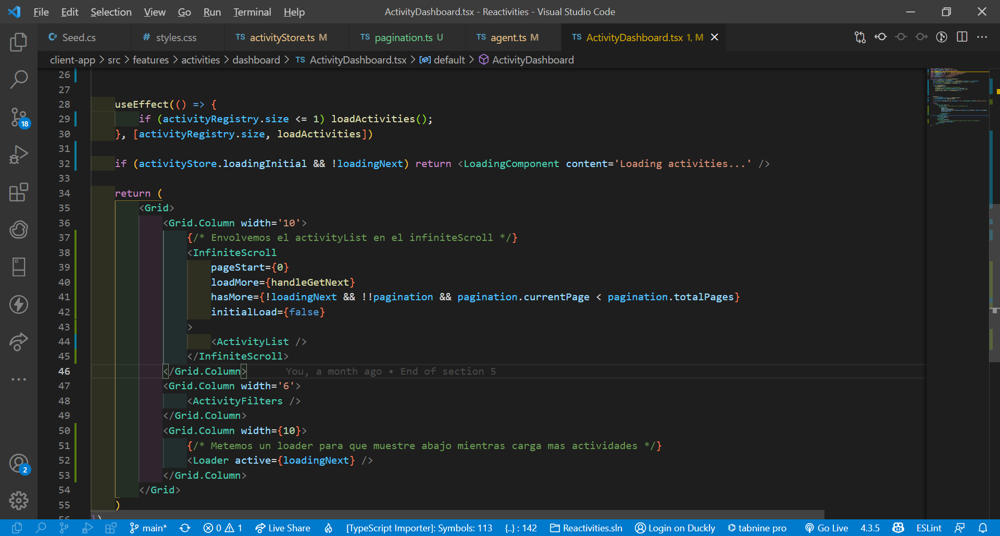 File Edit Selection View Go Run Terminal Help ActivityDashboard.tsx - Reactivities - Visual Studio Code
C# Seed.cs # styles.css TS activityStore.ts M TS pagination.ts U TS agent.ts M TS ActivityDashboard.tsx 1, M
client-app > src > features > activities > dashboard > TS ActivityDashboard.tsx > default > ActivityDashboard
26
27
28 useEffect(() => {
29 if (activityRegistry.size <= 1) loadActivities();
30 }, [activityRegistry.size, loadActivities])
31
32 if (activityStore.loadingInitial && !loadingNext) return <LoadingComponent content='Loading activities...' />
33
34 return (
35 <Grid>
36 <Grid.Column width='10'>
37 {/* Envolvemos el activityList en el infiniteScroll */}
38 <InfiniteScroll
39 pageStart={0}
40 loadMore={handleGetNext}
41 hasMore={!loadingNext && !!pagination && pagination.currentPage < pagination.totalPages}
42 initialLoad={false}
43 >
44 <ActivityList />
45 </InfiniteScroll>
46 </Grid.Column> You, a month ago • End of section 5
47 <Grid.Column width='6'>
48 <ActivityFilters />
49 </Grid.Column>
50 <Grid.Column width={10}>
51 {/* Metemos un loader para que muestre abajo mientras carga mas actividades */}
52 <Loader active={loadingNext} />
53 </Grid.Column>
54 </Grid>
55 )
56 })
18
2
main* 0 1 Live Share [TypeScript Importer]: Symbols: 113 {..} : 142 Reactivities.sln Login on Duckly tabnine pro Go Live 4.3.5 ESLint